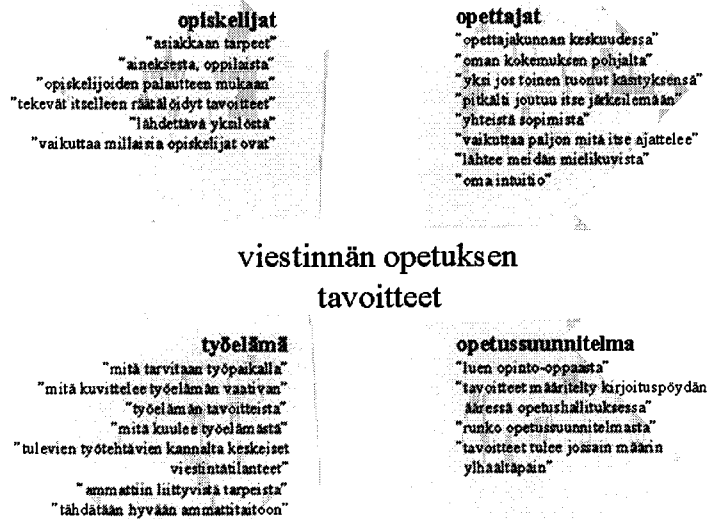 opiskelijat
"asiakkaan tarpeet"
"aineksesta, oppilaista"
"opiskelijoiden palautteen mukaan"
"tekevät itselleen räätälöidyt tavoitteet"
"lähdettävä yksilöstä"
"vaikuttaa millaisia opiskelijat ovat"
opettajat
"opettajakunnan keskuudessa"
"oman kokemuksen pohjalta"
"yksi jos toinen tuonut käsityksensä"
"pitkälti joutuu itse järkeilemään"
"yhteistä sopimista"
"vaikuttaa paljon mitä itse ajattelee"
"lähtee meidän mielikuvista"
"oma intuitio"
viestinnän opetuksen
tavoitteet
työelämä
"mitä tarvitaan työpaikalla"
"mitä kuvittelee työelämän vaativan"
"työelämän tavoitteista"
"mitä kuulee työelämästä"
"tulevien työtehtävien kannalta keskeiset
viestintätilanteet"
"ammattiin liittyvistä tarpeista"
"tähdätään hyvään ammattitaitoon"
opetussuunnitelma
"luen opinto-oppaasta"
"tavoitteet määritelty kirjoituspöydän
ääressä opetushallituksessa"
"runko opetussuunnitelmasta"
"tavoitteet tulee jossain määrin
ylhäältäpäin"